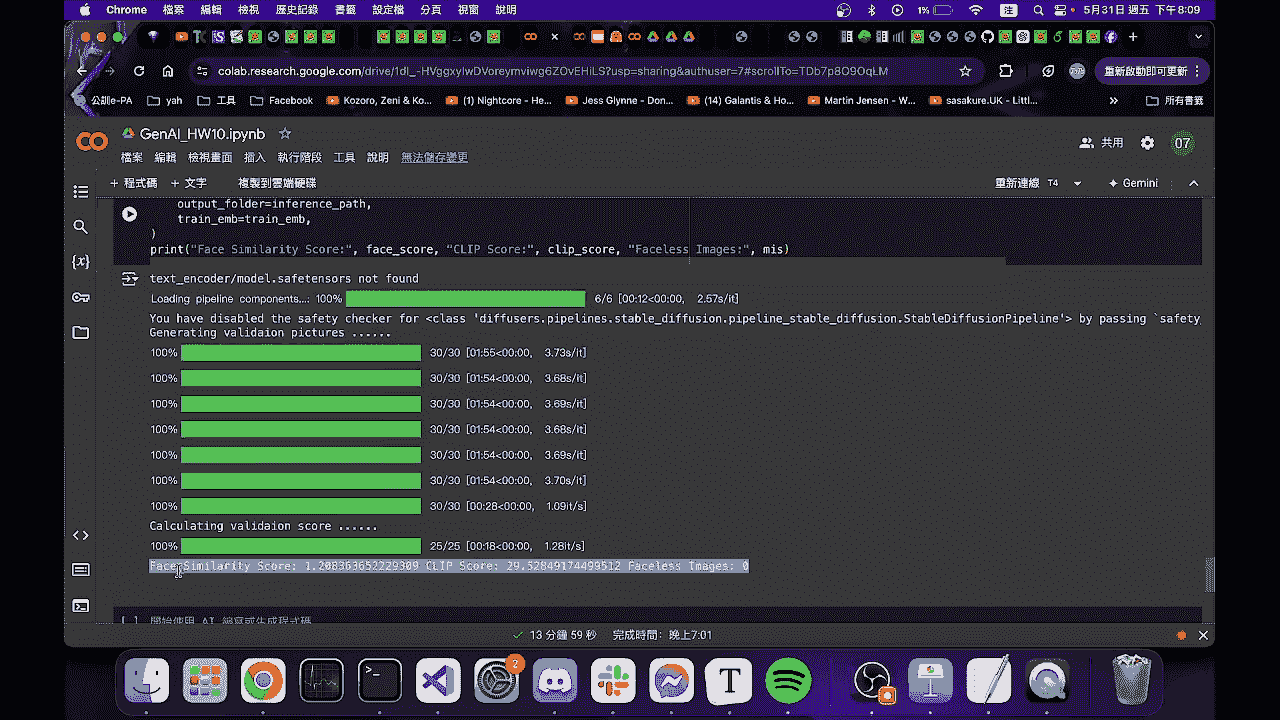 Chrome 檔案 編輯 檢視 歷史記錄 書籤 設定檔 分頁 視窗 說明 1% 注 5月31日 週五 下午 8:09
colab.research.google.com/drive/1dl_-HVggxylwDVoreymviwg6ZOvEHiLS?usp=sharing&authuser=7#scrollTo=TDb7p8O9OqLM 重新啟動即可更新
公訓e-PA yah 工具 Facebook Kozoro, Zeni & Ko... (1) Nightcore - He... Jess Glynne - Don... (14) Galantis & Ho... Martin Jensen - W... sasakure.UK - Littl... » 所有書籤
GenAI_HW10.ipynb
共用 07
檔案 編輯 檢視畫面 插入 執行階段 工具 說明 無法儲存變更
+ 程式碼 + 文字 複製到雲端硬碟 重新連線 T4 Gemini
output_folder=inference_path,
train_emb=train_emb,
)
print("Face Similarity Score:", face_score, "CLIP Score:", clip_score, "Faceless Images:", mis)
text_encoder/model.safetensors not found
Loading pipeline components...: 100% 6/6 [00:12<00:00, 2.57s/it]
You have disabled the safety checker for <class 'diffusers.pipelines.stable_diffusion.pipeline_stable_diffusion.StableDiffusionPipeline'> by passing `safety
Generating validaion pictures ......
100% 30/30 [01:55<00:00, 3.73s/it]
100% 30/30 [01:54<00:00, 3.68s/it]
100% 30/30 [01:54<00:00, 3.69s/it]
100% 30/30 [01:54<00:00, 3.68s/it]
100% 30/30 [01:54<00:00, 3.69s/it]
100% 30/30 [01:54<00:00, 3.70s/it]
100% 30/30 [00:28<00:00, 1.09it/s]
Calculating validaion score ......
100% 25/25 [00:18<00:00, 1.28it/s]
Face Similarity Score: 1.208363652229309 CLIP Score: 29.52849174499512 Faceless Images: 0
[ ] 開始使用 AI 編寫或生成程式碼
✓ 13 分鐘 59 秒 完成時間：晚上7:01
2